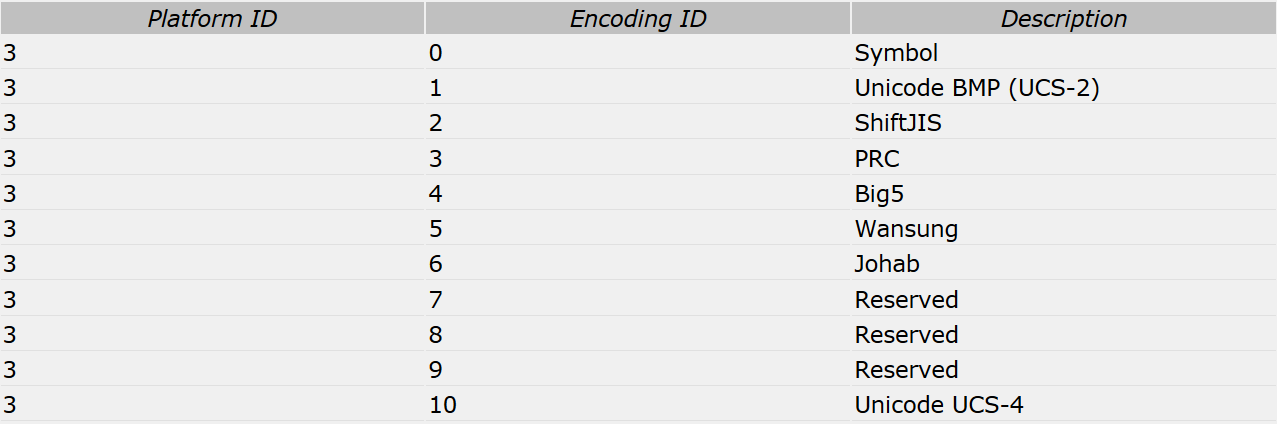 Platform ID Encoding ID Description
3 0 Symbol
3 1 Unicode BMP (UCS-2)
3 2 ShiftJIS
3 3 PRC
3 4 Big5
3 5 Wansung
3 6 Johab
3 7 Reserved
3 8 Reserved
3 9 Reserved
3 10 Unicode UCS-4